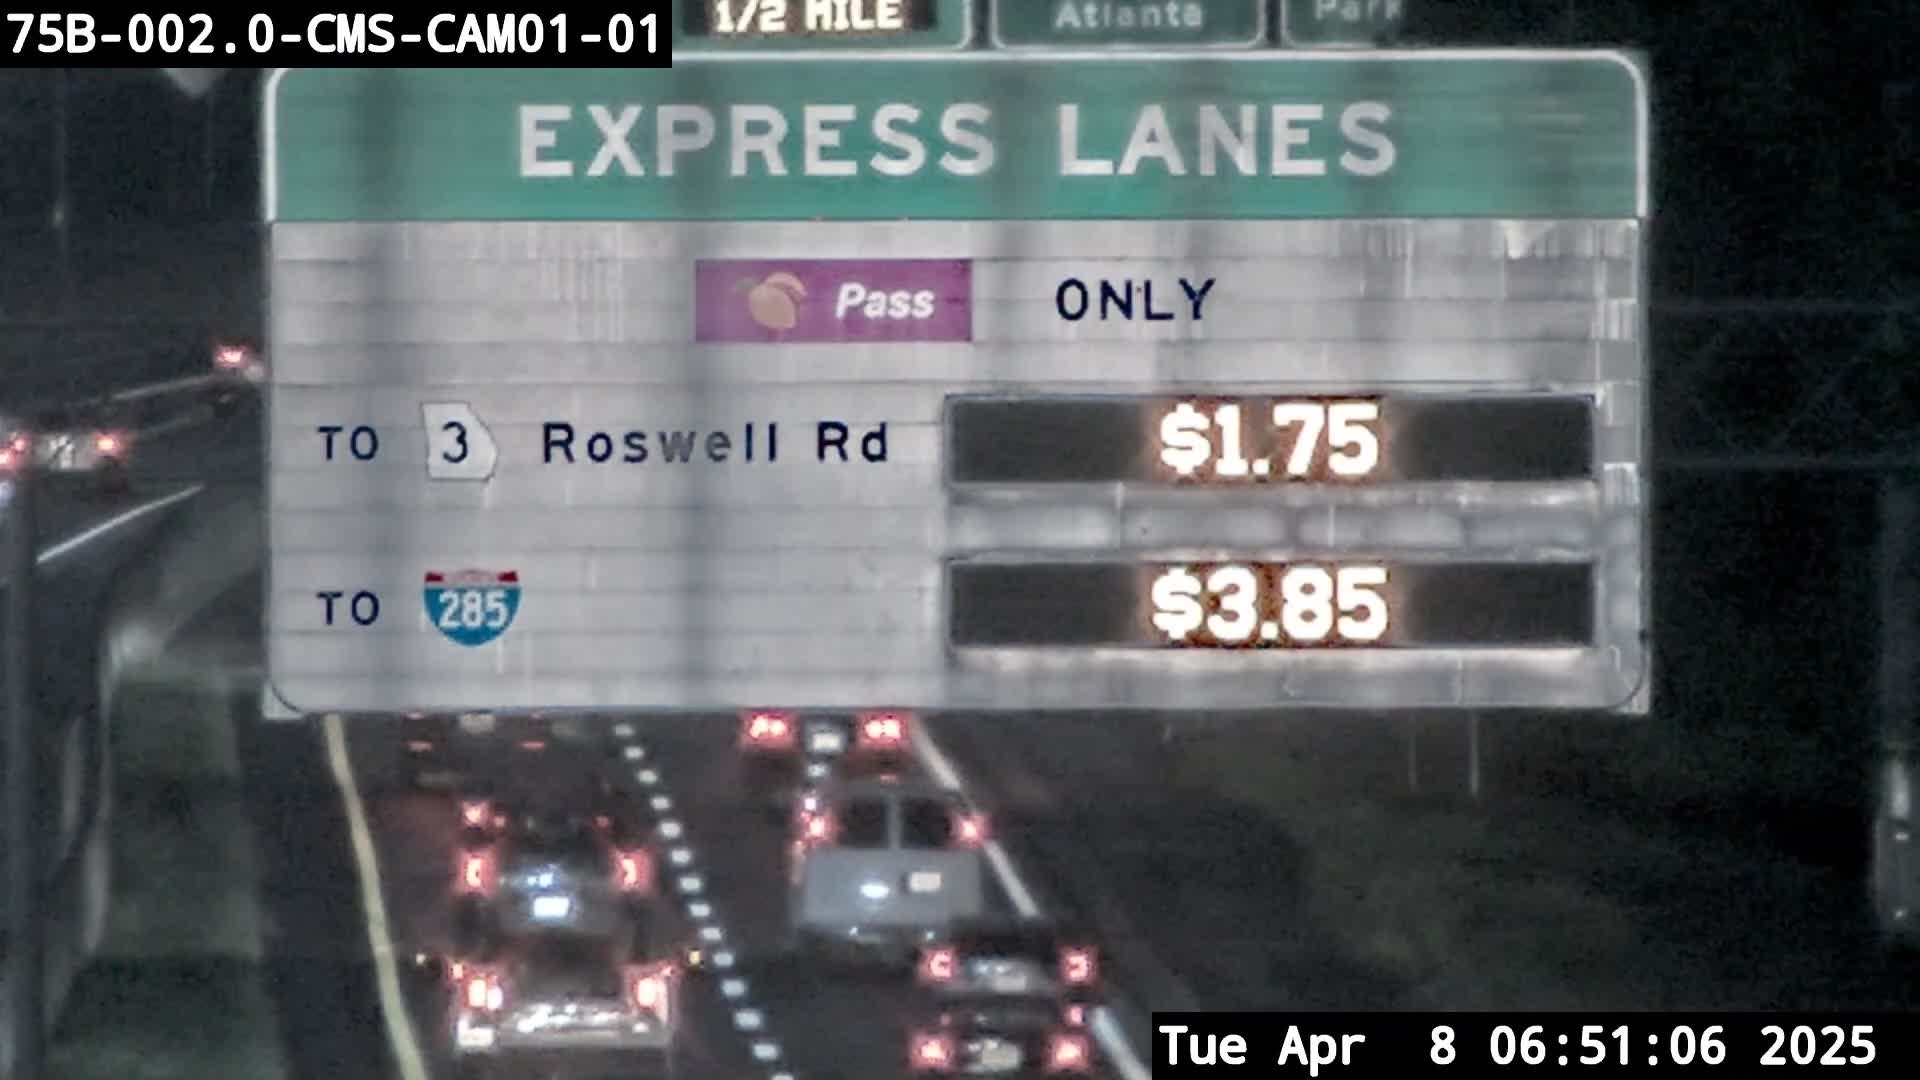 75B-002.0-CMS-CAM01-01
1/2 MILE
Atlanta
Park
EXPRESS LANES
Pass ONLY
TO 3 Roswell Rd $1.75
TO 285 $3.85
Tue Apr 8 06:51:06 2025